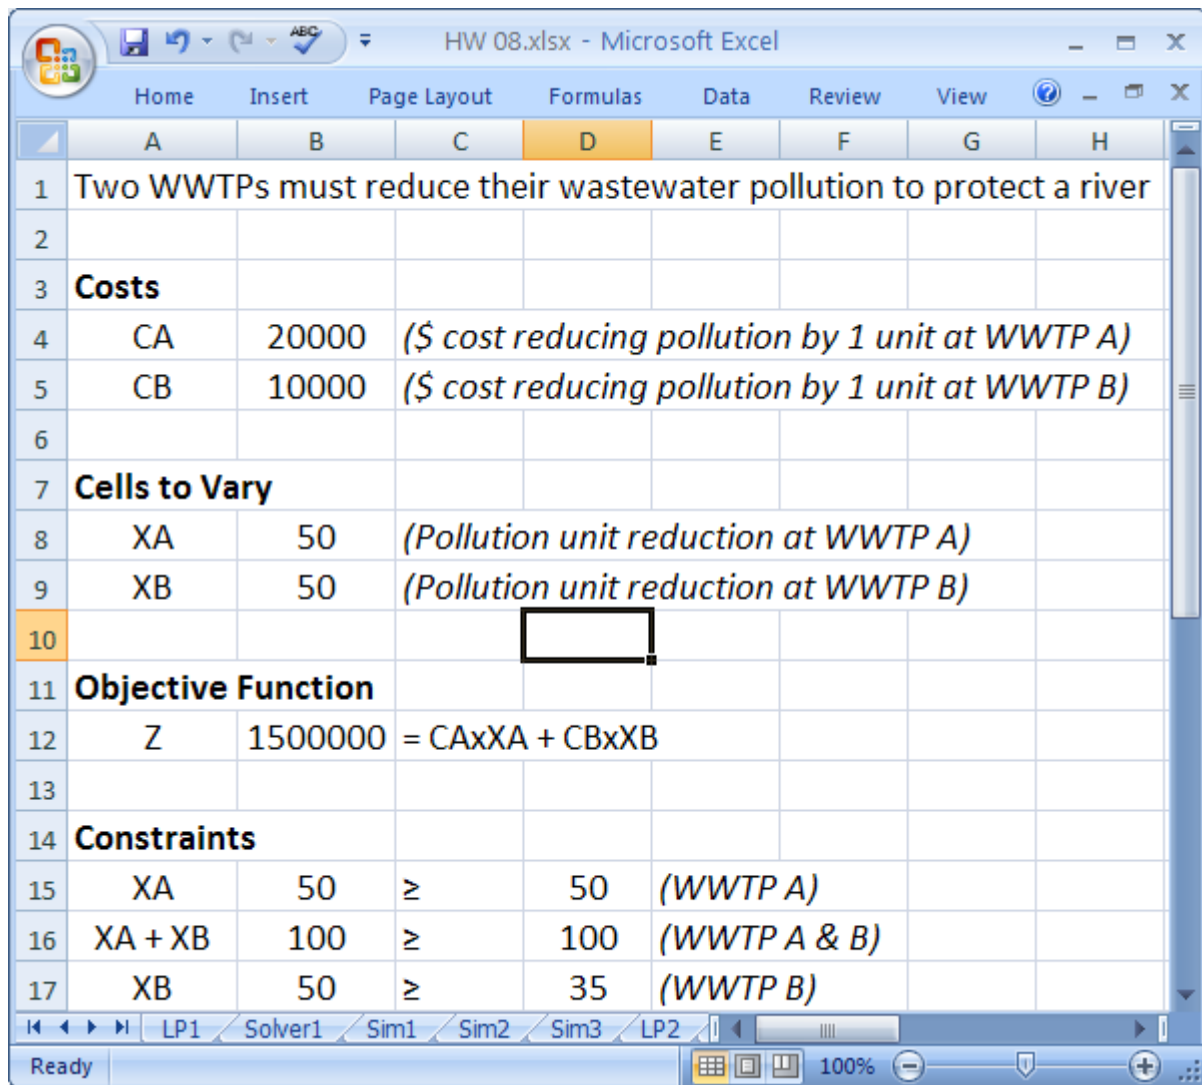 ABC
HW 08.xlsx - Microsoft Excel
Home Insert Page Layout Formulas Data Review View
A B C D E F G H
1 Two WWTPs must reduce their wastewater pollution to protect a river
2
3 Costs
4 CA 20000 ($ cost reducing pollution by 1 unit at WWTP A)
5 CB 10000 ($ cost reducing pollution by 1 unit at WWTP B)
6
7 Cells to Vary
8 XA 50 (Pollution unit reduction at WWTP A)
9 XB 50 (Pollution unit reduction at WWTP B)
10
11 Objective Function
12 Z 1500000 = CAxXA + CBxXB
13
14 Constraints
15 XA 50 ≥ 50 (WWTP A)
16 XA + XB 100 ≥ 100 (WWTP A & B)
17 XB 50 ≥ 35 (WWTP B)
LP1 Solver1 Sim1 Sim2 Sim3 LP2
Ready 100%